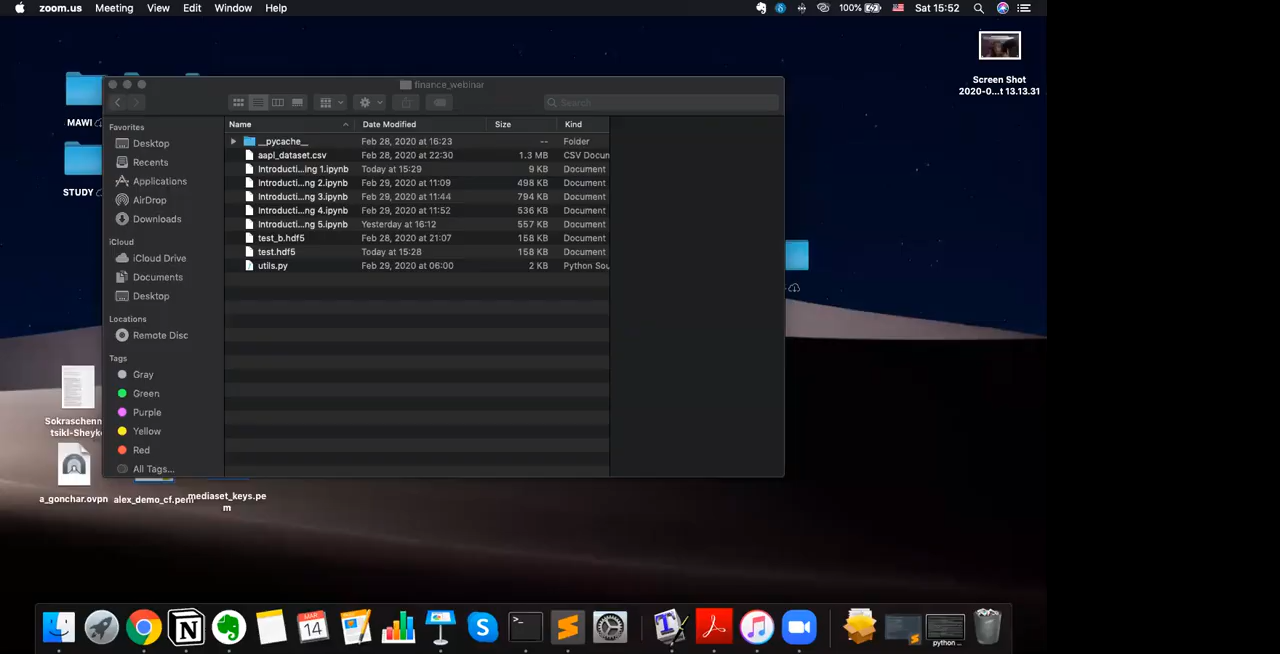 zoom.us Meeting View Edit Window Help 100% Sat 15:52
Screen Shot
2020-0...t 13.13.31
MAWI
STUDY
finance_webinar
Search
Favorites
Desktop
Recents
Applications
AirDrop
Downloads
iCloud
iCloud Drive
Documents
Desktop
Locations
Remote Disc
Tags
Gray
Green
Purple
Yellow
Red
All Tags...
Name Date Modified Size Kind
__pycache__ Feb 28, 2020 at 16:23 -- Folder
aapl_dataset.csv Feb 28, 2020 at 22:30 1.3 MB CSV Docun
Introducti...ing 1.ipynb Today at 15:29 9 KB Document
Introducti...ng 2.ipynb Feb 29, 2020 at 11:09 498 KB Document
Introducti...ng 3.ipynb Feb 29, 2020 at 11:44 794 KB Document
Introducti...ng 4.ipynb Feb 29, 2020 at 11:52 536 KB Document
Introducti...ng 5.ipynb Yesterday at 16:12 557 KB Document
test_b.hdf5 Feb 28, 2020 at 21:07 158 KB Document
test.hdf5 Today at 15:28 158 KB Document
utils.py Feb 29, 2020 at 06:00 2 KB Python Sou
Sokraschenn
tsikl-Sheyk
a_gonchar.ovpn
alex_demo_cf.pem
mediaset_keys.pe
m
MAR
14
python ...